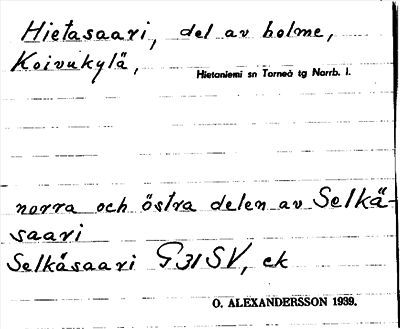 Hietasaari, del av holme,
Koivukylä,
Hietaniemi sn Torneå tg Norrb. l.
norra och östra delen av Selkä-
saari
Selkäsaari G31SV, ek
O. ALEXANDERSSON 1939.